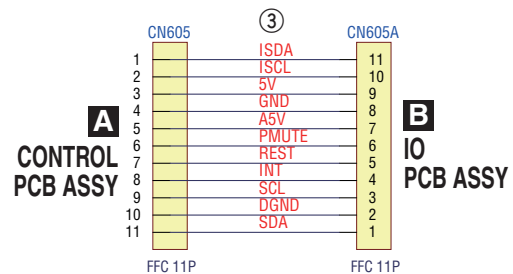 ③
CN605 CN605A
1 ISDA 11
2 ISCL 10
3 5V 9
4 GND 8
5 A5V 7
6 PMUTE 6
7 REST 5
8 INT 4
9 SCL 3
10 DGND 2
11 SDA 1
A
CONTROL
PCB ASSY
B
IO
PCB ASSY
FFC 11P FFC 11P